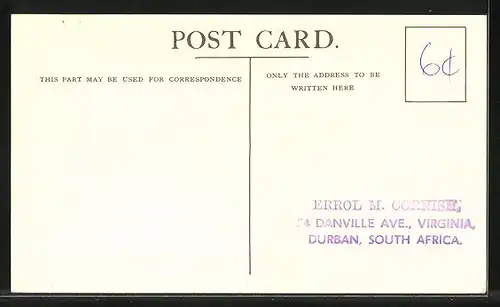 POST CARD.
THIS PART MAY BE USED FOR CORRESPONDENCE
ONLY THE ADDRESS TO BE
WRITTEN HERE
6¢
ERROL M. CORNISH,
54 DANVILLE AVE., VIRGINIA,
DURBAN, SOUTH AFRICA.